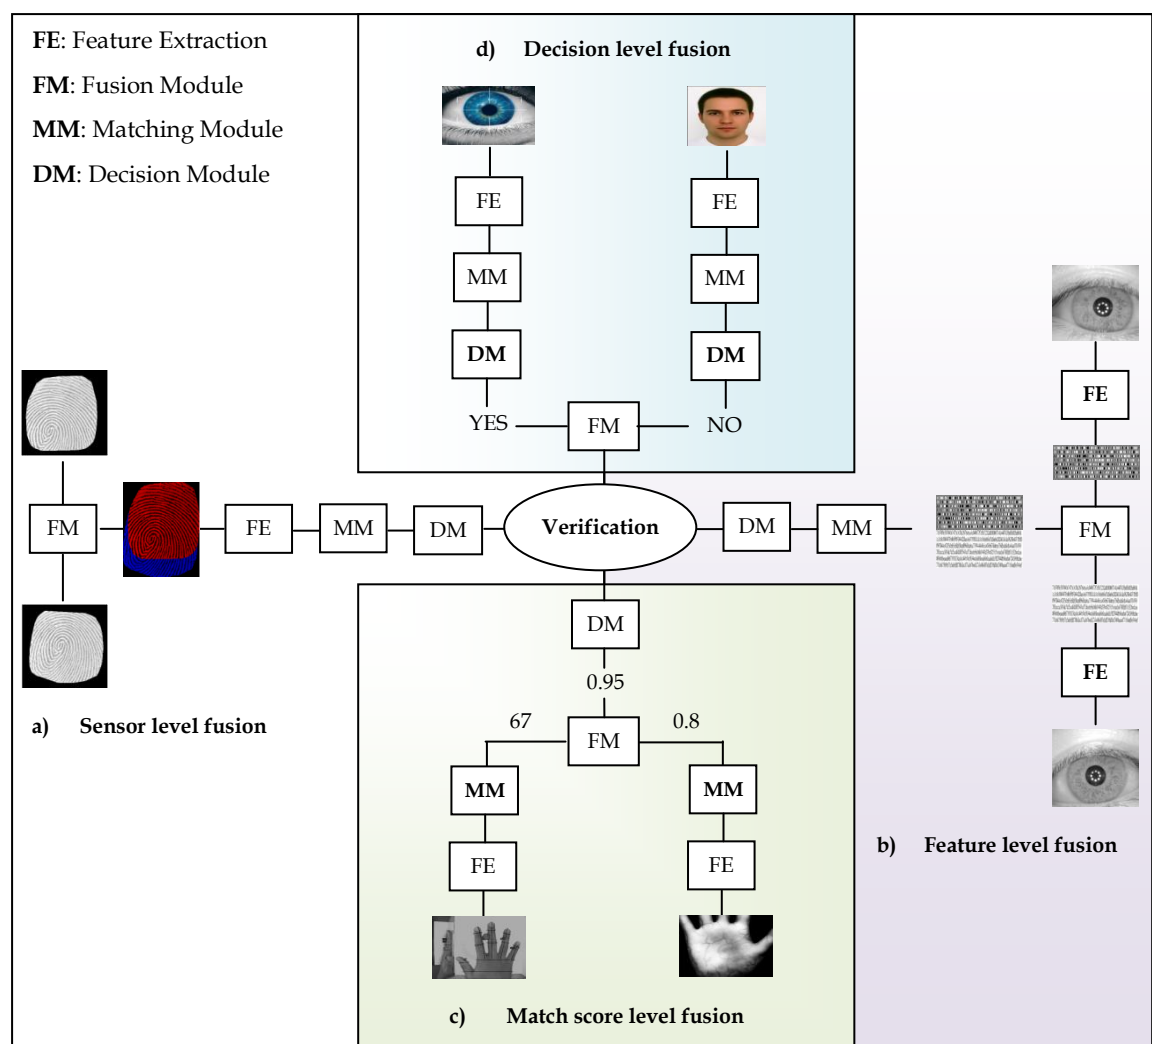 FE: Feature Extraction
FM: Fusion Module
MM: Matching Module
DM: Decision Module
d) Decision level fusion
FE
FE
MM
MM
DM
DM
YES
FM
NO
FE
FM
FE
MM
DM
Verification
DM
MM
FM
FE
DM
0.95
67
FM
0.8
a) Sensor level fusion
MM
MM
FE
FE
b) Feature level fusion
c) Match score level fusion